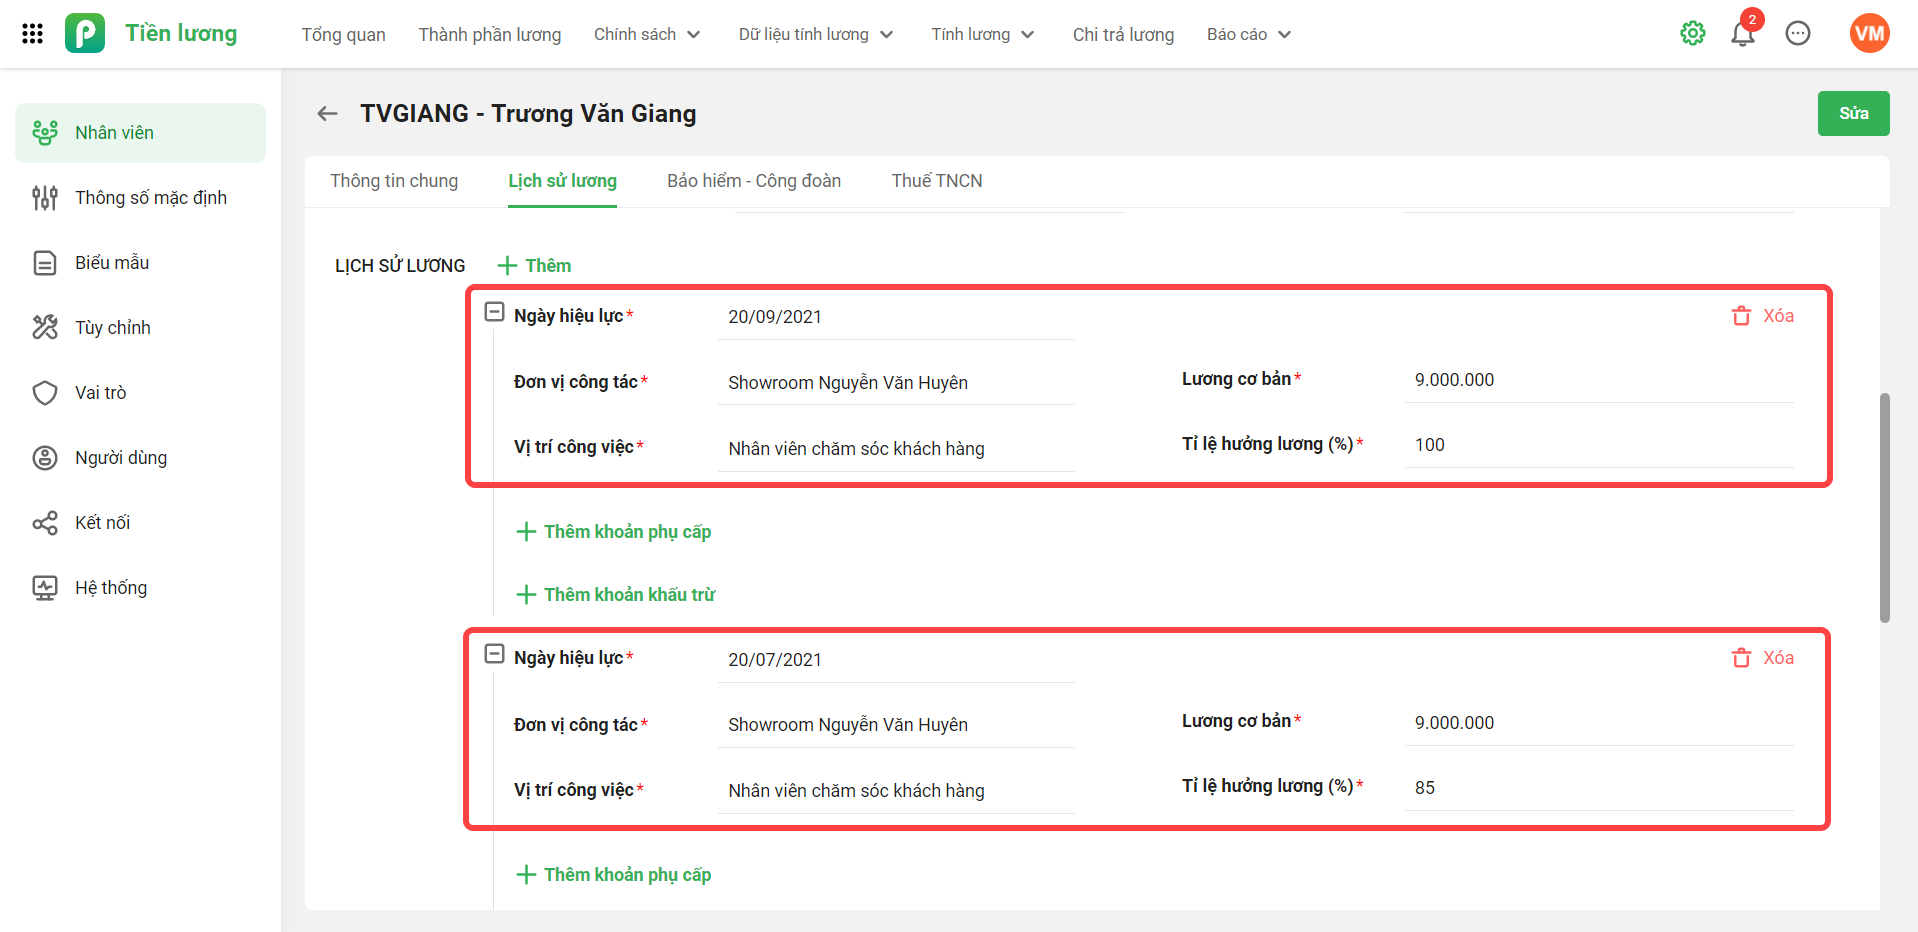 Tiền lương
Tổng quan
Thành phần lương
Chính sách
Dữ liệu tính lương
Tính lương
Chi trả lương
Báo cáo
2
VM
Nhân viên
Thông số mặc định
Biểu mẫu
Tùy chỉnh
Vai trò
Người dùng
Kết nối
Hệ thống
TVGIANG - Trương Văn Giang
Sửa
Thông tin chung
Lịch sử lương
Bảo hiểm - Công đoàn
Thuế TNCN
LỊCH SỬ LƯƠNG
Thêm
Ngày hiệu lực* 20/09/2021
Xóa
Đơn vị công tác* Showroom Nguyễn Văn Huyên
Lương cơ bản* 9.000.000
Vị trí công việc* Nhân viên chăm sóc khách hàng
Tỉ lệ hưởng lương (%)* 100
Thêm khoản phụ cấp
Thêm khoản khấu trừ
Ngày hiệu lực* 20/07/2021
Xóa
Đơn vị công tác* Showroom Nguyễn Văn Huyên
Lương cơ bản* 9.000.000
Vị trí công việc* Nhân viên chăm sóc khách hàng
Tỉ lệ hưởng lương (%)* 85
Thêm khoản phụ cấp